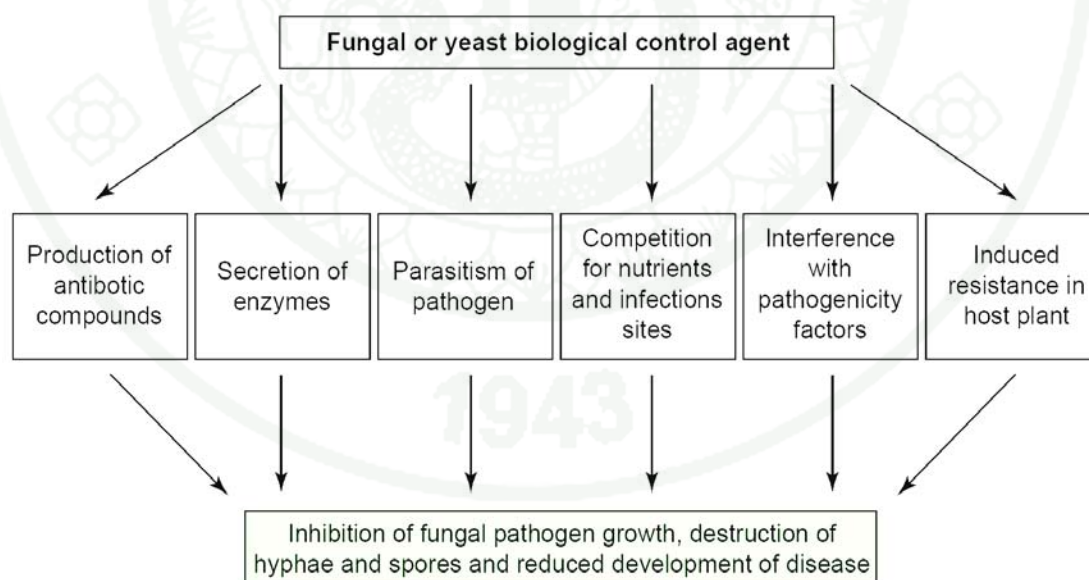 Fungal or yeast biological control agent
Production of
antibotic
compounds
Secretion of
enzymes
Parasitism of
pathogen
Competition
for nutrients
and infections
sites
Interference
with
pathogenicity
factors
Induced
resistance in
host plant
1943
Inhibition of fungal pathogen growth, destruction of
hyphae and spores and reduced development of disease